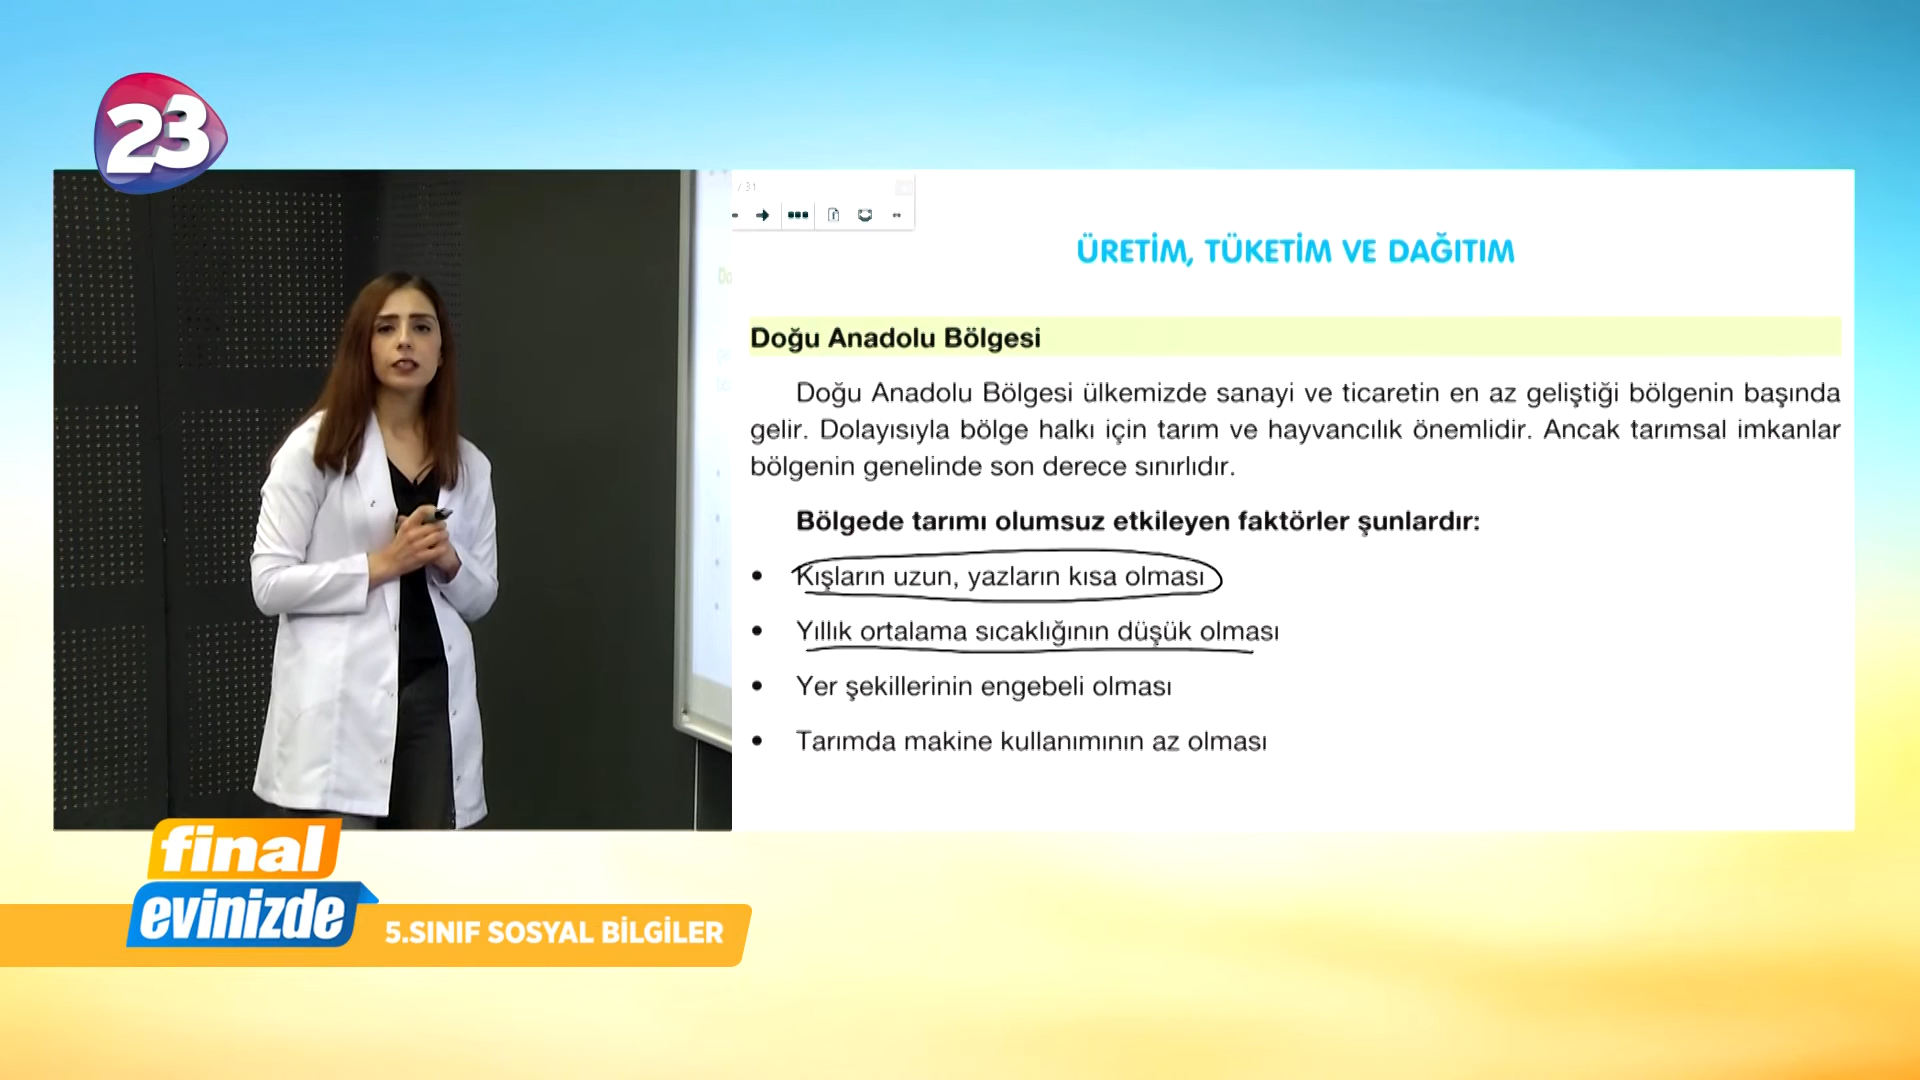 23
/ 31
ÜRETİM, TÜKETİM VE DAĞITIM
Doğu Anadolu Bölgesi
Doğu Anadolu Bölgesi ülkemizde sanayi ve ticaretin en az geliştiği bölgenin başında
gelir. Dolayısıyla bölge halkı için tarım ve hayvancılık önemlidir. Ancak tarımsal imkanlar
bölgenin genelinde son derece sınırlıdır.
Bölgede tarımı olumsuz etkileyen faktörler şunlardır:
• Kışların uzun, yazların kısa olması
• Yıllık ortalama sıcaklığının düşük olması
• Yer şekillerinin engebeli olması
• Tarımda makine kullanımının az olması
final
evinizde
5.SINIF SOSYAL BİLGİLER